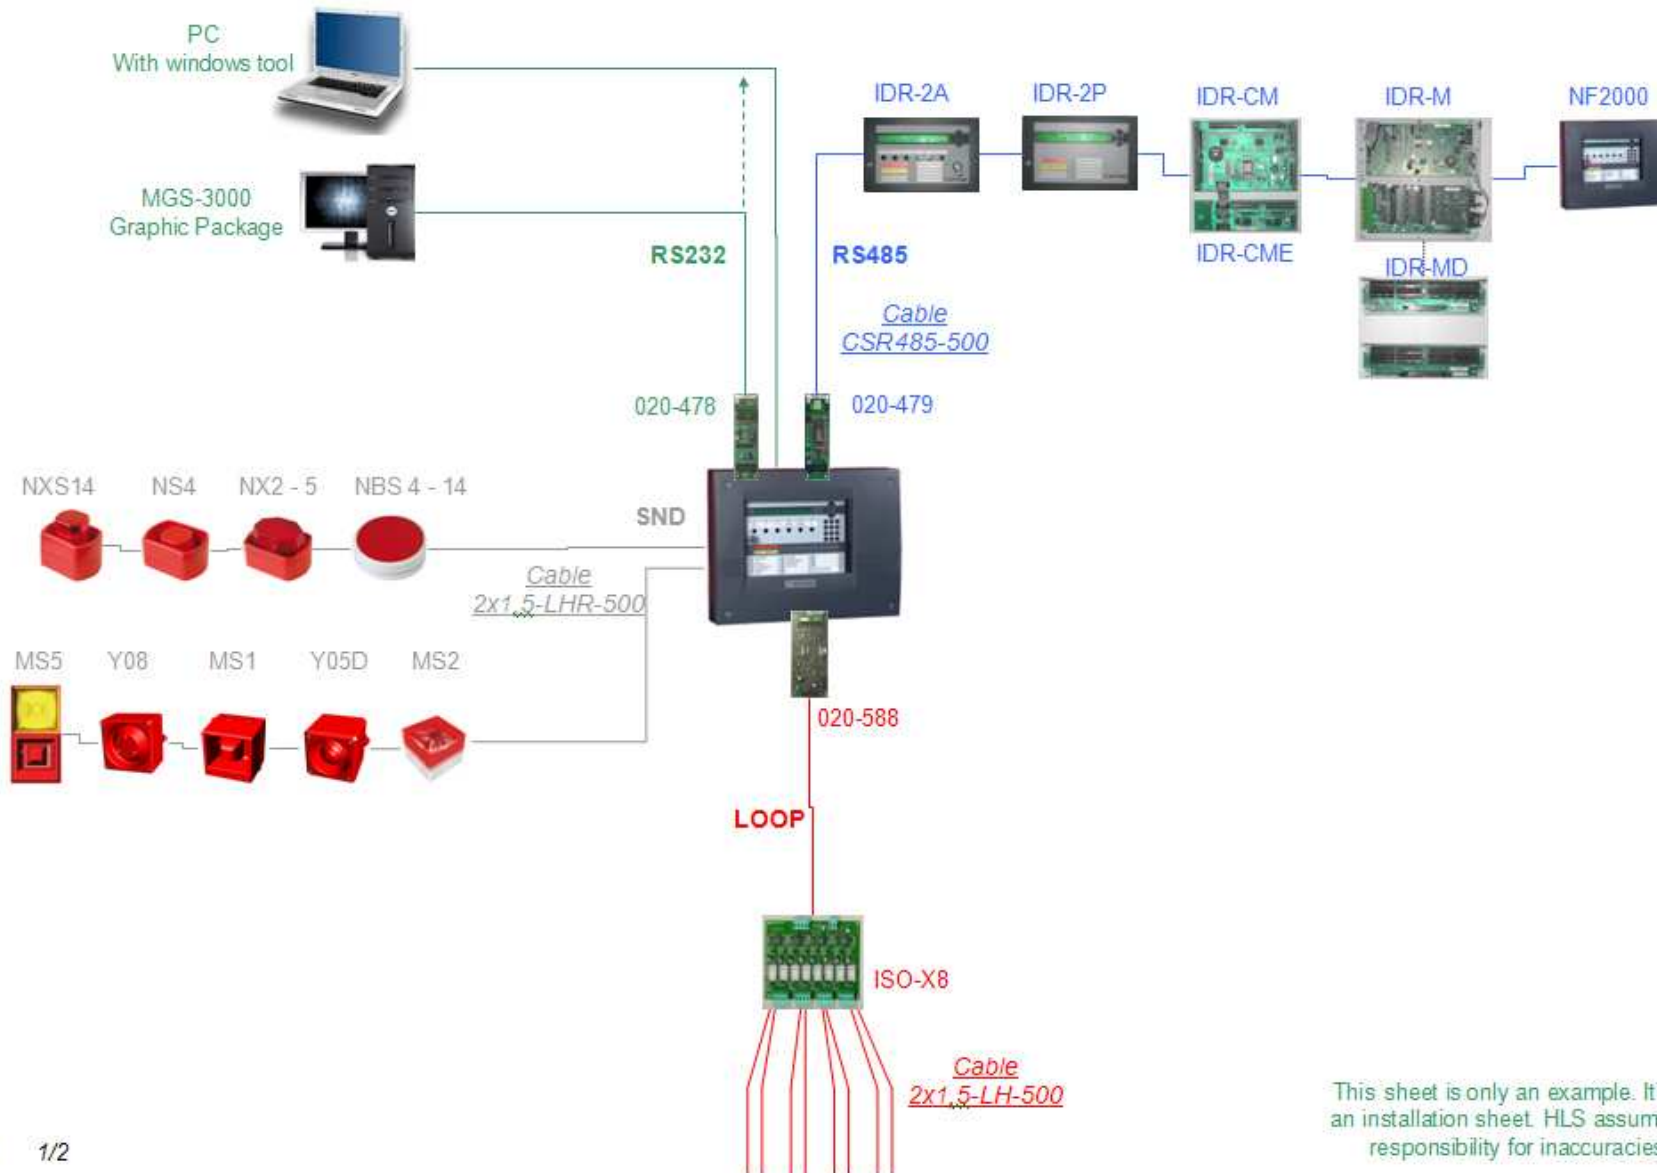 PC
With windows tool
MGS-3000
Graphic Package
RS232
RS485
Cable
CSR485-500
IDR-2A
IDR-2P
IDR-CM
IDR-CME
IDR-M
IDR-MD
NF2000
020-478
020-479
NXS14
NS4
NX2 - 5
NBS 4 - 14
SND
Cable
2x1,5-LHR-500
MS5
Y08
MS1
Y05D
MS2
020-588
LOOP
ISO-X8
Cable
2x1,5-LH-500
This sheet is only an example. It
an installation sheet. HLS assum
responsibility for inaccuracies
1/2